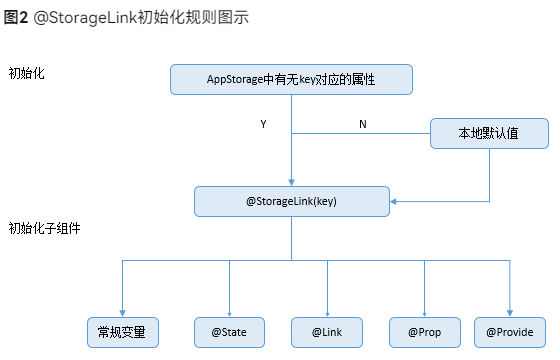 图2 @StorageLink初始化规则图示
初始化
AppStorage中有无key对应的属性
Y
N
本地默认值
@StorageLink(key)
初始化子组件
常规变量
@State
@Link
@Prop
@Provide